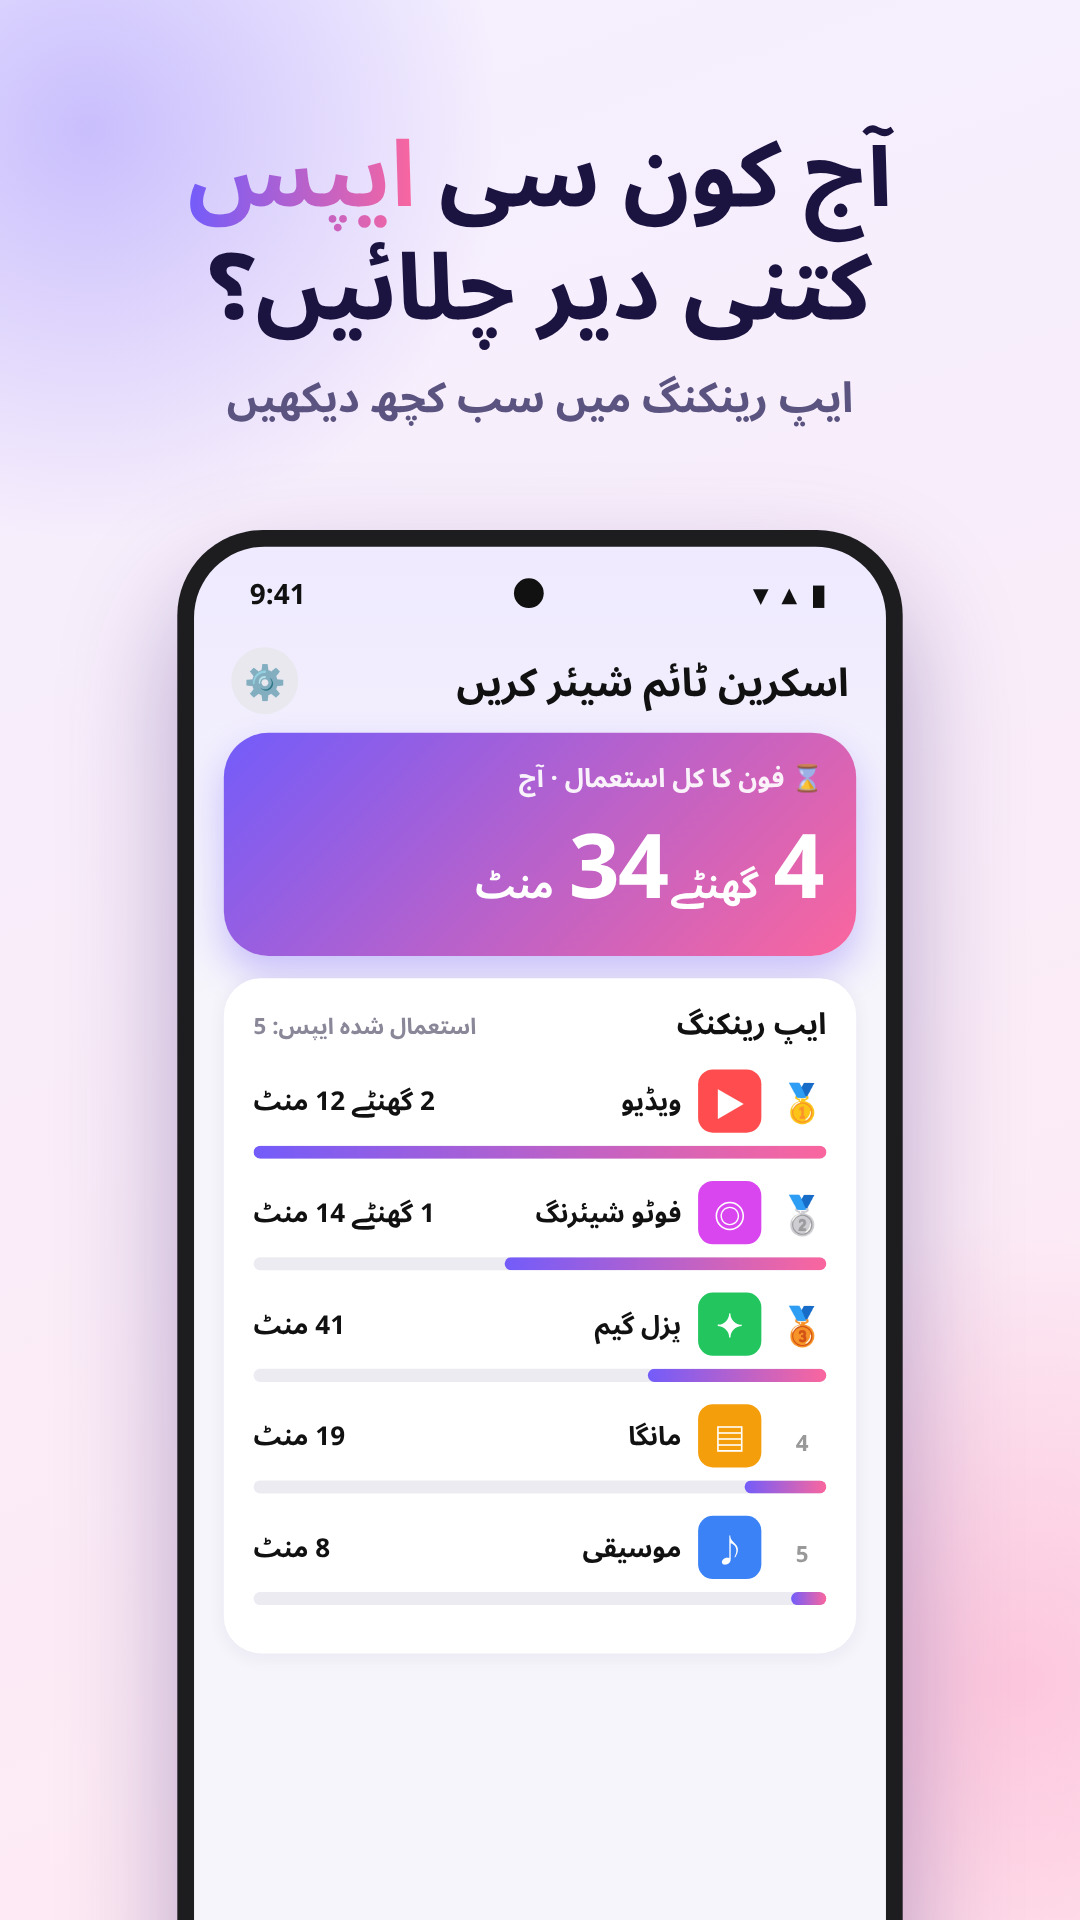 آج کون سی ایپس
کتنی دیر چلائیں؟
ایپ رینکنگ میں سب کچھ دیکھیں
9:41
اسکرین ٹائم شیئر کریں
⌛ فون کا کل استعمال · آج
4 گھنٹے 34 منٹ
ایپ رینکنگ
استعمال شدہ ایپس: 5
🥇 ویڈیو 2 گھنٹے 12 منٹ
🥈 فوٹو شیئرنگ 1 گھنٹے 14 منٹ
🥉 پزل گیم 41 منٹ
4 مانگا 19 منٹ
5 موسیقی 8 منٹ